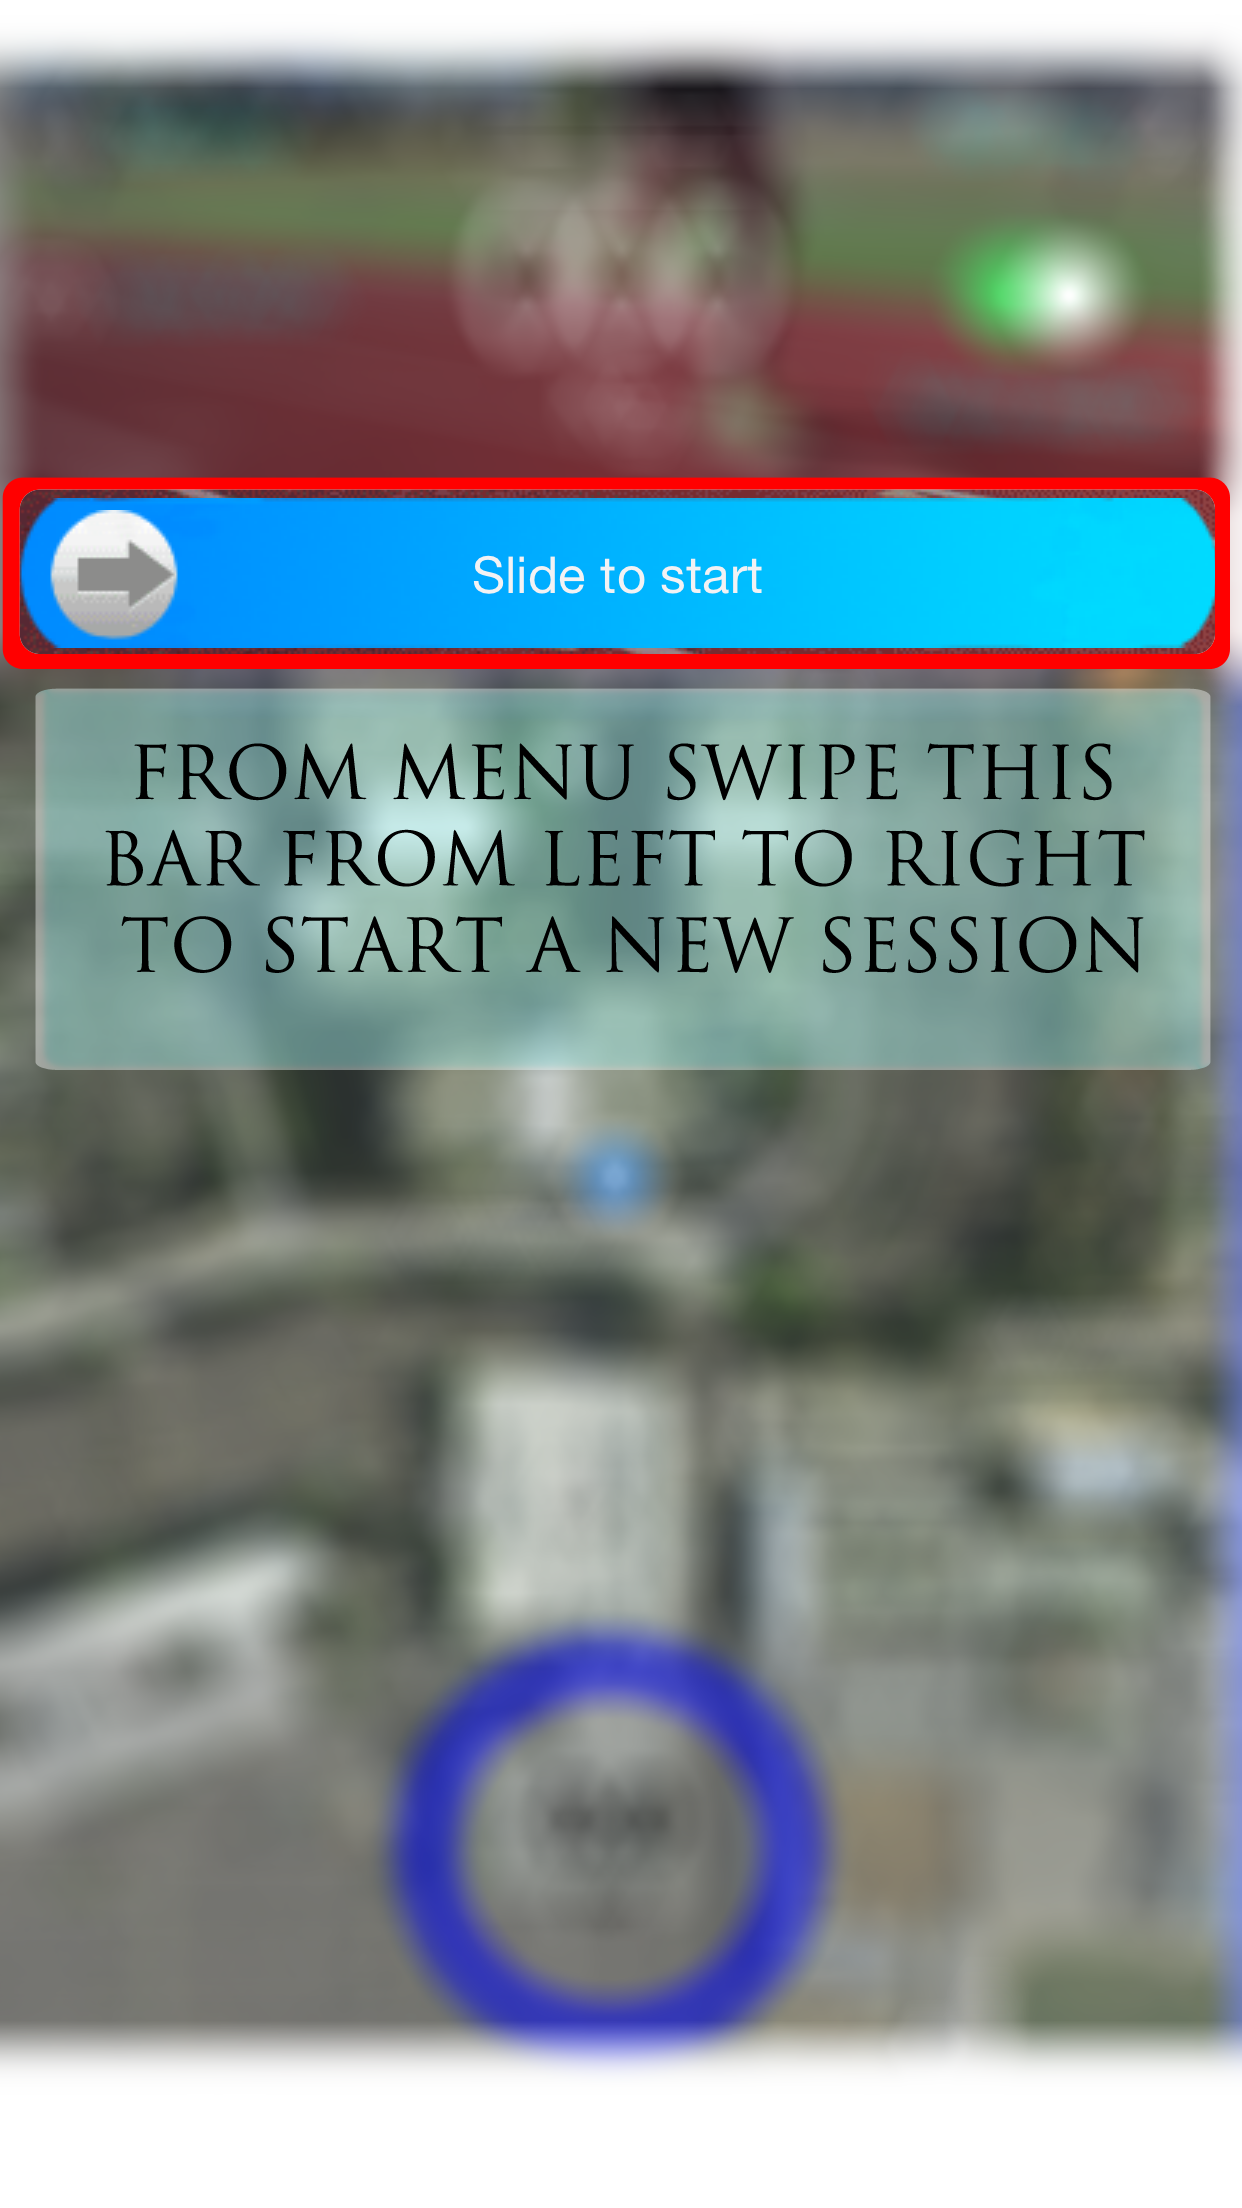 Slide to start
FROM MENU SWIPE THIS
BAR FROM LEFT TO RIGHT
TO START A NEW SESSION